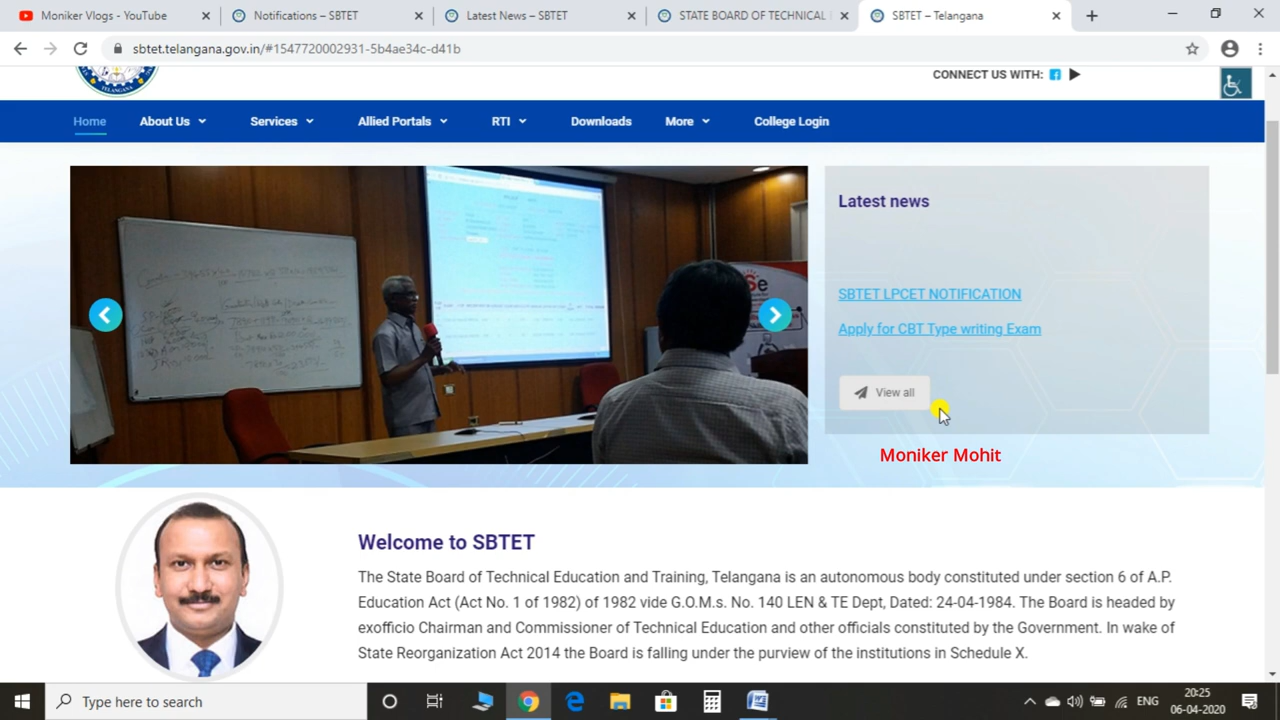 Moniker Vlogs - YouTube
Notifications – SBTET
Latest News – SBTET
STATE BOARD OF TECHNICAL
SBTET – Telangana
sbtet.telangana.gov.in/#1547720002931-5b4ae34c-d41b
TELANGANA
CONNECT US WITH:
Home
About Us
Services
Allied Portals
RTI
Downloads
More
College Login
Latest news
SBTET LPCET NOTIFICATION
Apply for CBT Type writing Exam
View all
Moniker Mohit
Welcome to SBTET
The State Board of Technical Education and Training, Telangana is an autonomous body constituted under section 6 of A.P.
Education Act (Act No. 1 of 1982) of 1982 vide G.O.M.s. No. 140 LEN & TE Dept, Dated: 24-04-1984. The Board is headed by
exofficio Chairman and Commissioner of Technical Education and other officials constituted by the Government. In wake of
State Reorganization Act 2014 the Board is falling under the purview of the institutions in Schedule X.
Type here to search
ENG
20:25
06-04-2020